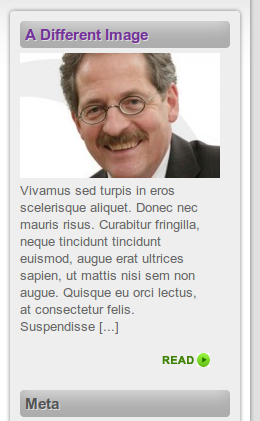 A Different Image
Vivamus sed turpis in eros
scelerisque aliquet. Donec nec
mauris risus. Curabitur fringilla,
neque tincidunt tincidunt
euismod, augue erat ultrices
sapien, ut mattis nisi sem non
augue. Quisque eu orci lectus,
at consectetur felis.
Suspendisse [...]
READ
Meta